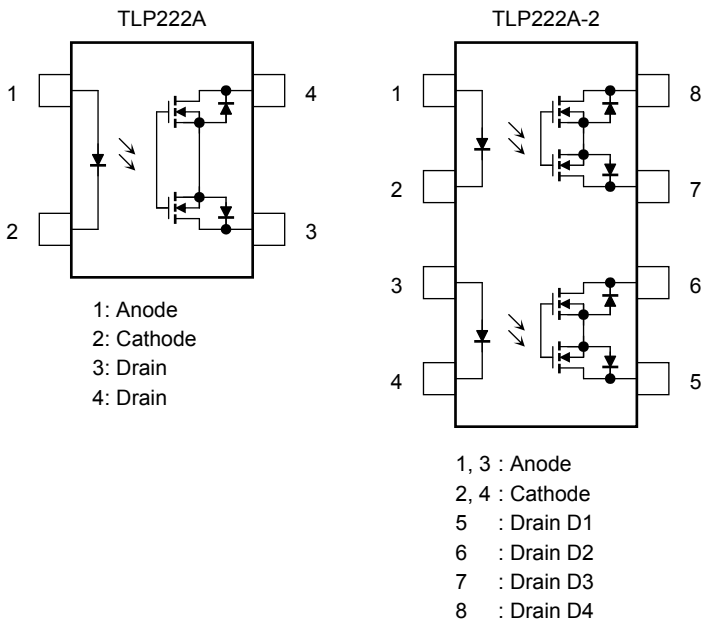 TLP222A
1
4
2
3
1: Anode
2: Cathode
3: Drain
4: Drain
TLP222A-2
1
8
2
7
3
6
4
5
1, 3 : Anode
2, 4 : Cathode
5 : Drain D1
6 : Drain D2
7 : Drain D3
8 : Drain D4